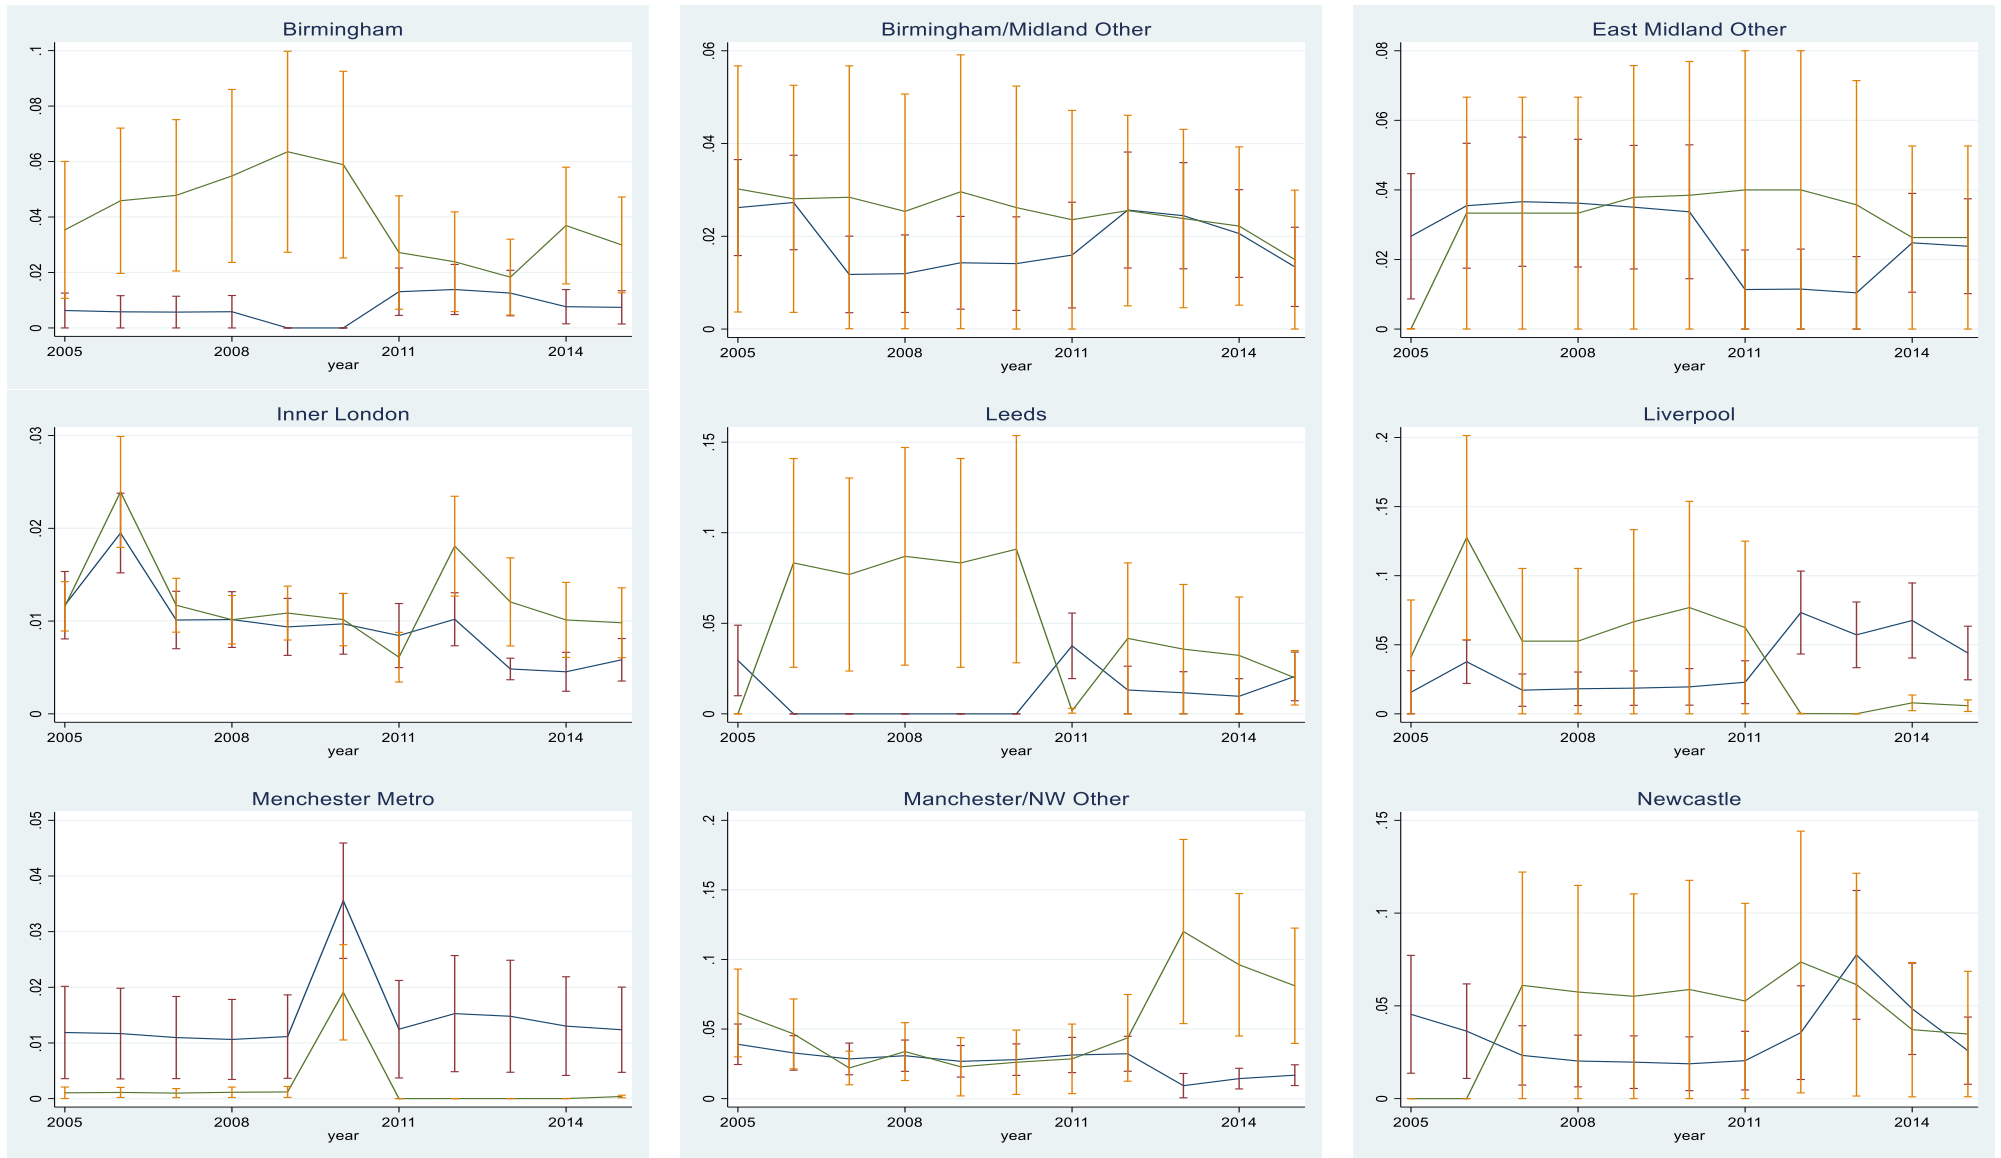 Birmingham
.1
.08
.06
.04
.02
0
2005 2008 2011 2014
year
Birmingham/Midland Other
.06
.04
.02
0
2005 2008 2011 2014
year
East Midland Other
.08
.06
.04
.02
0
2005 2008 2011 2014
year
Inner London
.03
.02
.01
0
2005 2008 2011 2014
year
Leeds
.15
.1
.05
0
2005 2008 2011 2014
year
Liverpool
.2
.15
.1
.05
0
2005 2008 2011 2014
year
Menchester Metro
.05
.04
.03
.02
.01
0
2005 2008 2011 2014
year
Manchester/NW Other
.2
.15
.1
.05
0
2005 2008 2011 2014
year
Newcastle
.15
.1
.05
0
2005 2008 2011 2014
year